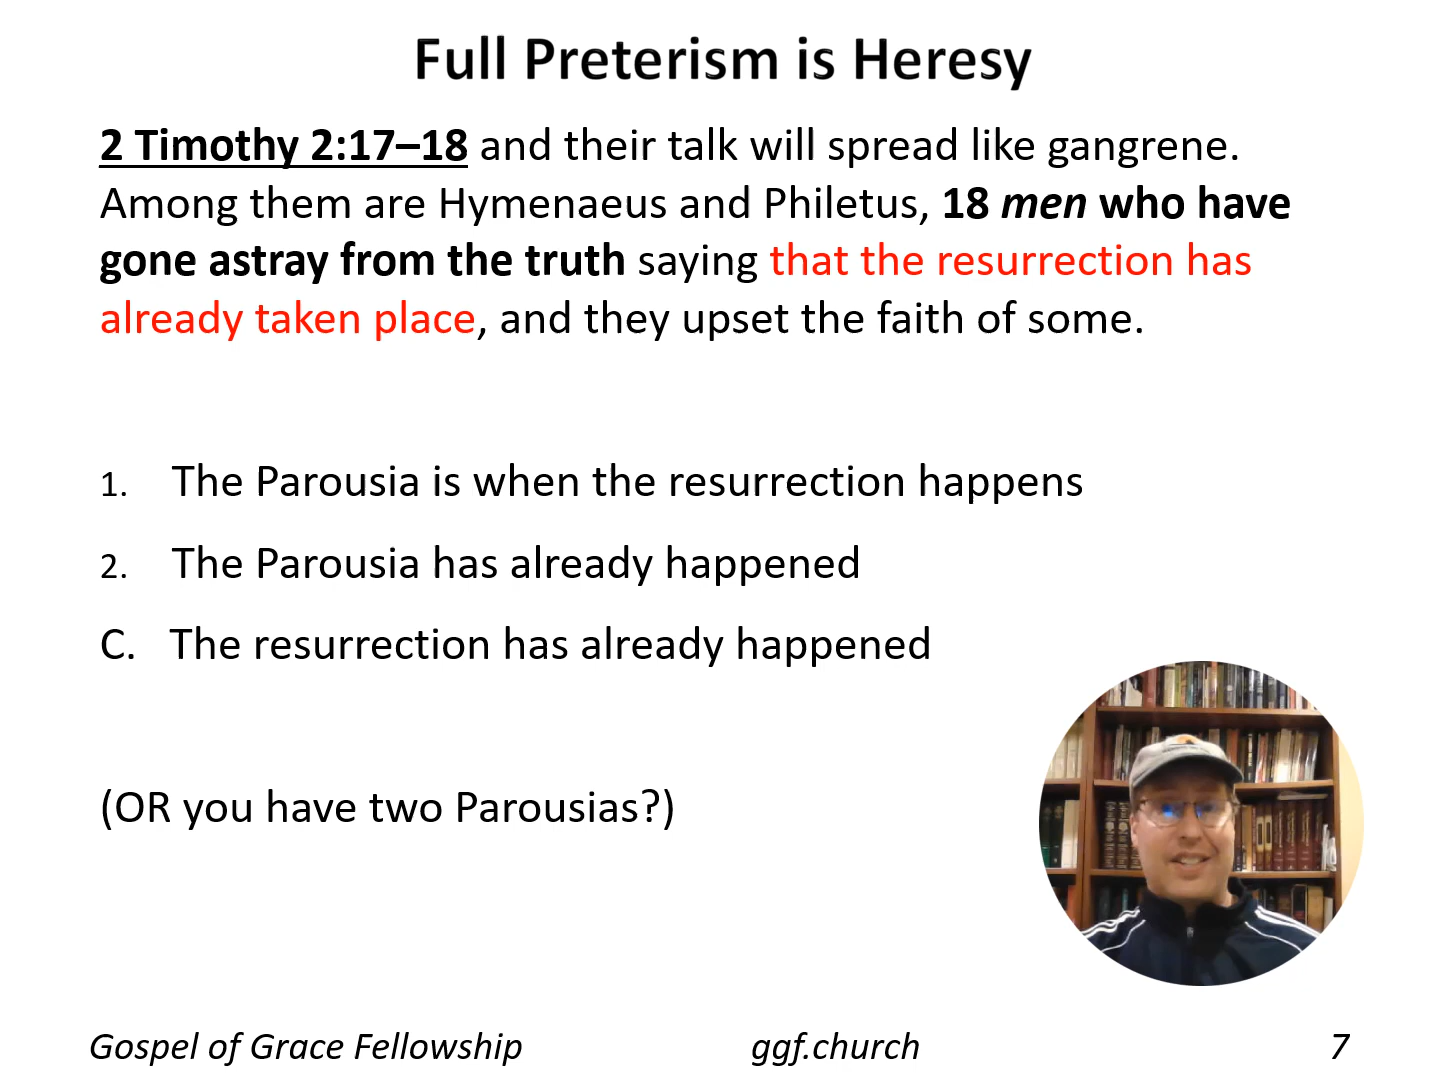 Full Preterism is Heresy
2 Timothy 2:17–18 and their talk will spread like gangrene.
Among them are Hymenaeus and Philetus, 18 men who have
gone astray from the truth saying that the resurrection has
already taken place, and they upset the faith of some.
1. The Parousia is when the resurrection happens
2. The Parousia has already happened
C. The resurrection has already happened
(OR you have two Parousias?)
Gospel of Grace Fellowship ggf.church 7